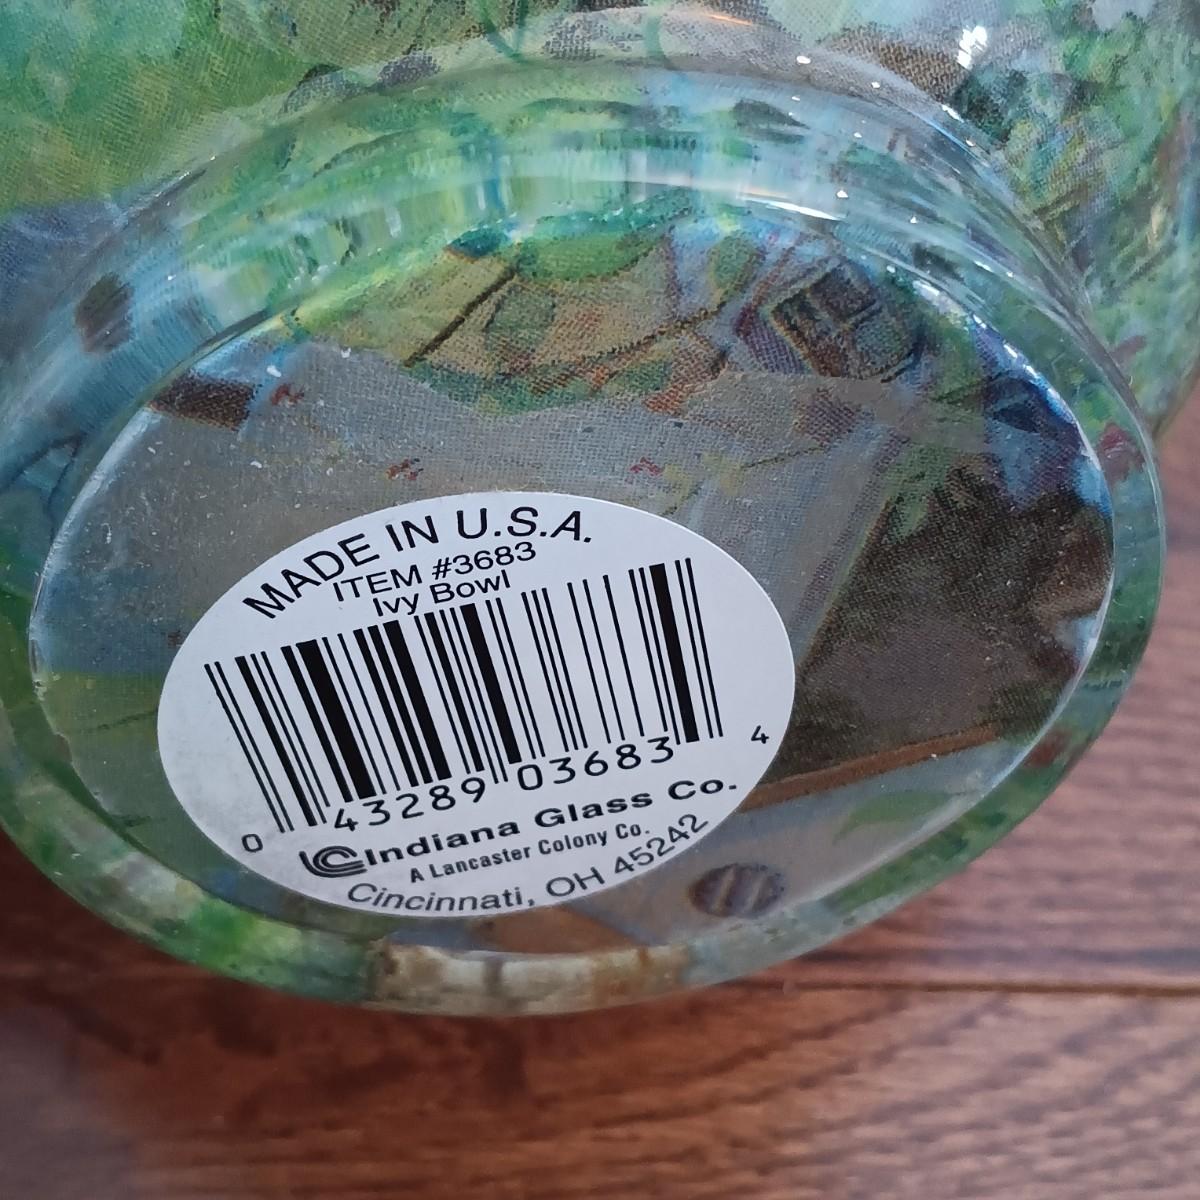 MADE IN U.S.A.
ITEM #3683
Ivy Bowl
0 43289 03683 4
Indiana Glass Co.
A Lancaster Colony Co.
Cincinnati, OH 45242